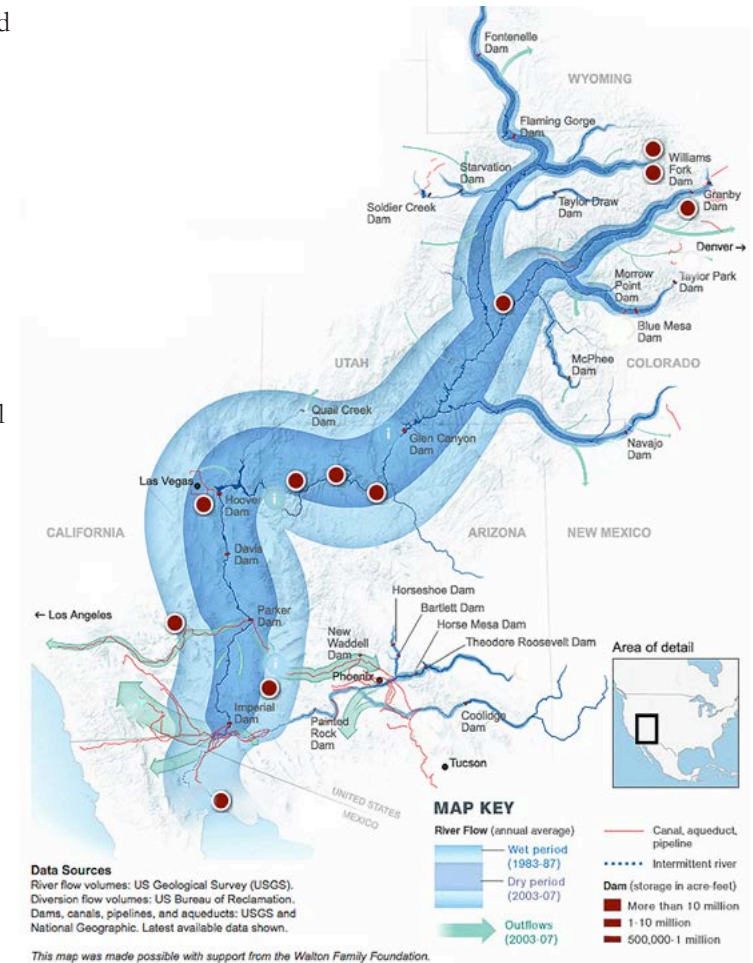 d
l
Fontenelle
Dam
WYOMING
Flaming Gorge
Dam
Williams
Fork
Dam
Starvation
Dam
Granby
Dam
Soldier Creek
Dam
Taylor Draw
Dam
Denver →
Morrow
Point
Dam
Taylor Park
Dam
Blue Mesa
Dam
UTAH
McPhee
Dam
COLORADO
Quail Creek
Dam
i
Glen Canyon
Dam
Navajo
Dam
Las Vegas
Hoover
Dam
i
CALIFORNIA
ARIZONA
NEW MEXICO
Davis
Dam
Horseshoe Dam
Bartlett Dam
← Los Angeles
Parker
Dam
Horse Mesa Dam
New
Waddell
Dam
Theodore Roosevelt Dam
Area of detail
i
Phoenix
Imperial
Dam
Painted
Rock
Dam
Coolidge
Dam
Tucson
UNITED STATES
MEXICO
MAP KEY
River Flow (annual average)
Wet period
(1983-87)
Dry period
(2003-07)
Outflows
(2003-07)
Canal, aqueduct,
pipeline
Intermittent river
Dam (storage in acre-feet)
More than 10 million
1-10 million
500,000-1 million
Data Sources
River flow volumes: US Geological Survey (USGS).
Diversion flow volumes: US Bureau of Reclamation.
Dams, canals, pipelines, and aqueducts: USGS and
National Geographic. Latest available data shown.
This map was made possible with support from the Walton Family Foundation.